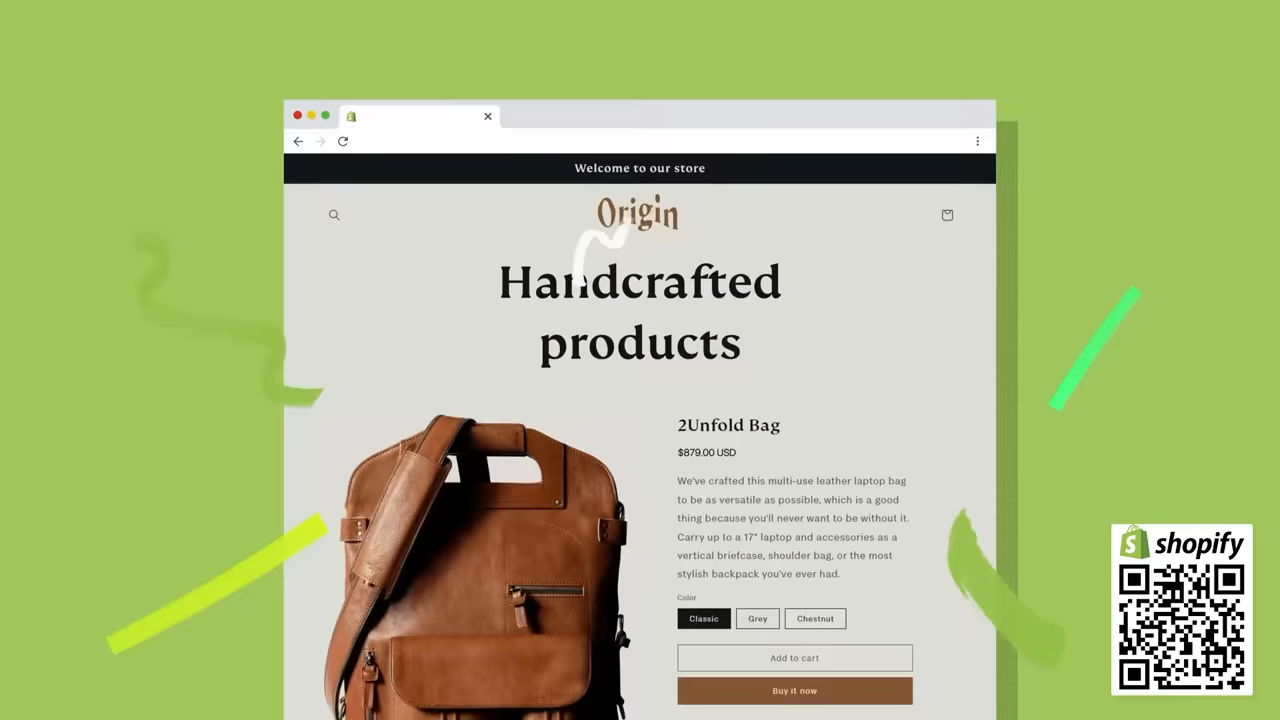 Welcome to our store
Origin
Handcrafted
products
2Unfold Bag
$879.00 USD
We've crafted this multi-use leather laptop bag
to be as versatile as possible, which is a good
thing because you'll never want to be without it.
Carry up to a 17" laptop and accessories as a
vertical briefcase, shoulder bag, or the most
stylish backpack you've ever had.
Color
Classic
Grey
Chestnut
Add to cart
Buy it now
shopify